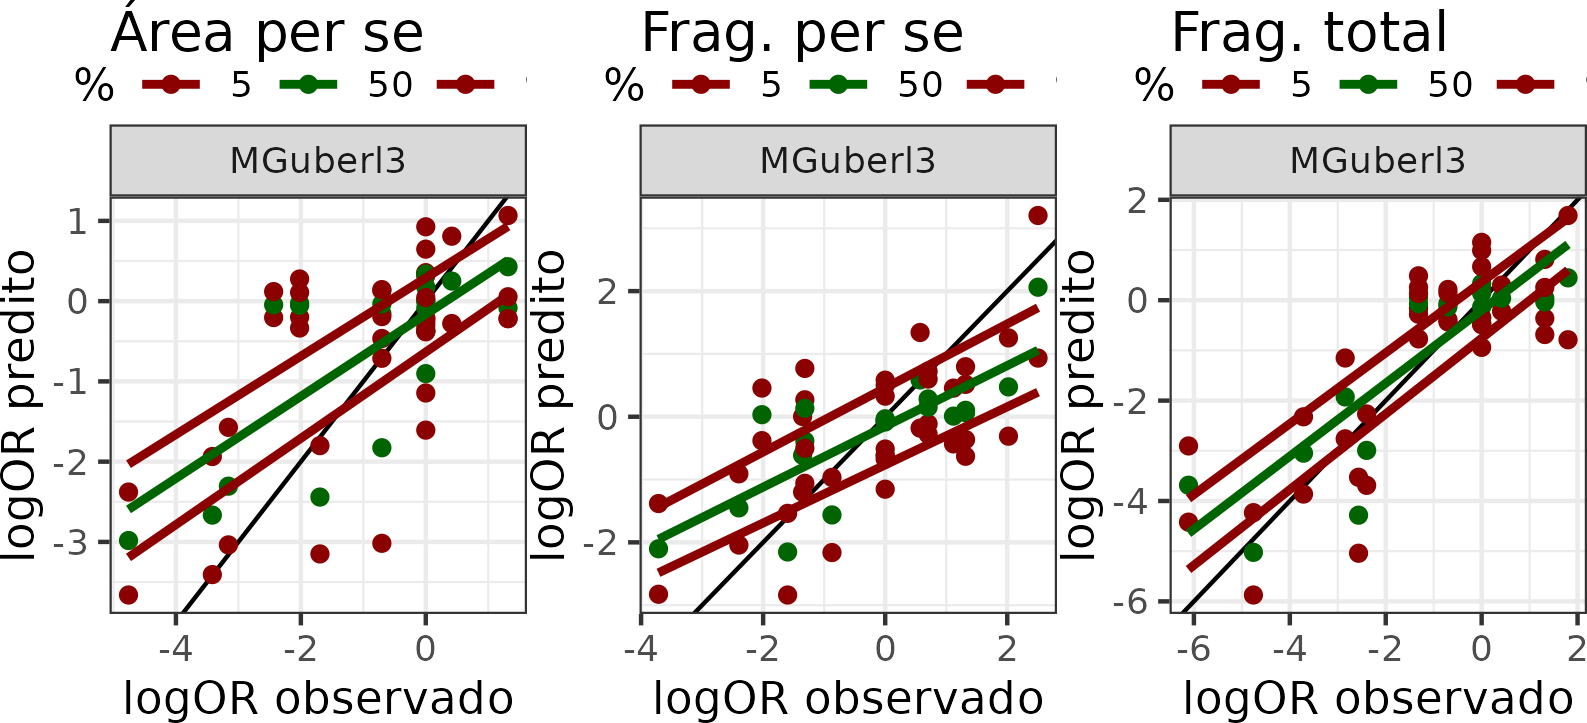 Área per se
% 5 50
MGuberl3
1
0
-1
-2
-3
-4 -2 0
logOR predito
logOR observado
Frag. per se
% 5 50
MGuberl3
2
0
-2
-4 -2 0 2
logOR predito
logOR observado
Frag. total
% 5 50
MGuberl3
2
0
-2
-4
-6
-6 -4 -2 0 2
logOR predito
logOR observado